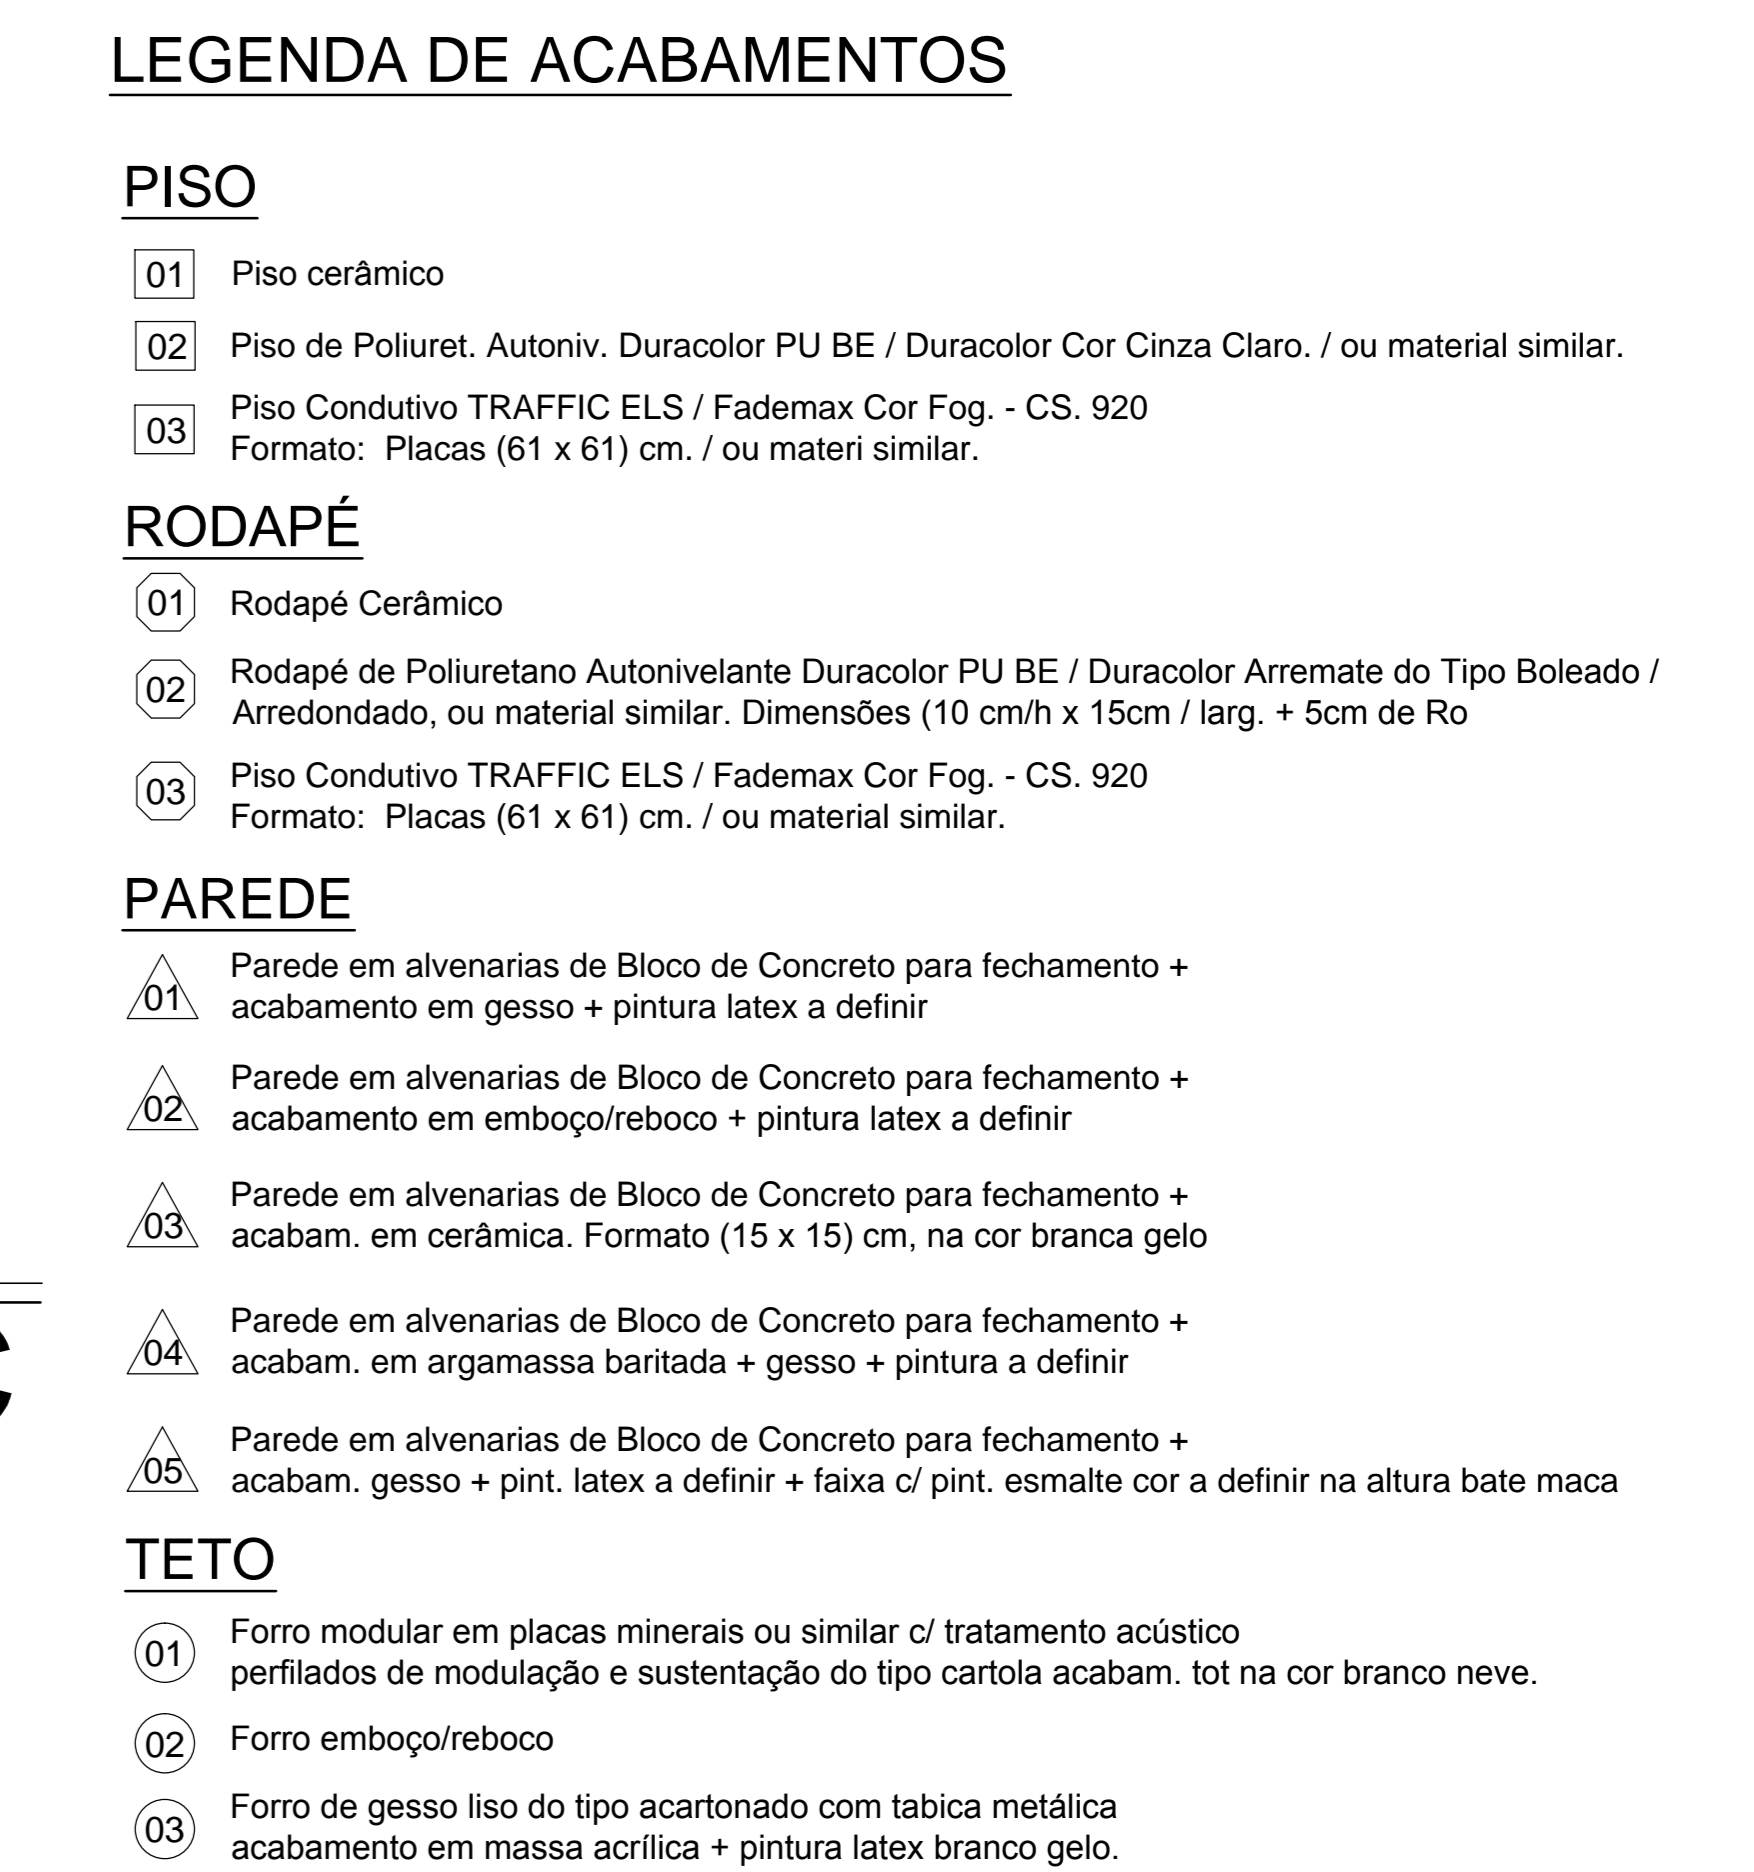 LEGENDA DE ACABAMENTOS
PISO
01 Piso cerâmico
02 Piso de Poliuret. Autoniv. Duracolor PU BE / Duracolor Cor Cinza Claro. / ou material similar.
03 Piso Condutivo TRAFFIC ELS / Fademax Cor Fog. - CS. 920
Formato: Placas (61 x 61) cm. / ou materi similar.
RODAPÉ
01 Rodapé Cerâmico
02 Rodapé de Poliuretano Autonivelante Duracolor PU BE / Duracolor Arremate do Tipo Boleado /
Arredondado, ou material similar. Dimensões (10 cm/h x 15cm / larg. + 5cm de Ro
03 Piso Condutivo TRAFFIC ELS / Fademax Cor Fog. - CS. 920
Formato: Placas (61 x 61) cm. / ou material similar.
PAREDE
01 Parede em alvenarias de Bloco de Concreto para fechamento +
acabamento em gesso + pintura latex a definir
02 Parede em alvenarias de Bloco de Concreto para fechamento +
acabamento em emboço/reboco + pintura latex a definir
03 Parede em alvenarias de Bloco de Concreto para fechamento +
acabam. em cerâmica. Formato (15 x 15) cm, na cor branca gelo
04 Parede em alvenarias de Bloco de Concreto para fechamento +
acabam. em argamassa baritada + gesso + pintura a definir
05 Parede em alvenarias de Bloco de Concreto para fechamento +
acabam. gesso + pint. latex a definir + faixa c/ pint. esmalte cor a definir na altura bate maca
TETO
01 Forro modular em placas minerais ou similar c/ tratamento acústico
perfilados de modulação e sustentação do tipo cartola acabam. tot na cor branco neve.
02 Forro emboço/reboco
03 Forro de gesso liso do tipo acartonado com tabica metálica
acabamento em massa acrílica + pintura latex branco gelo.